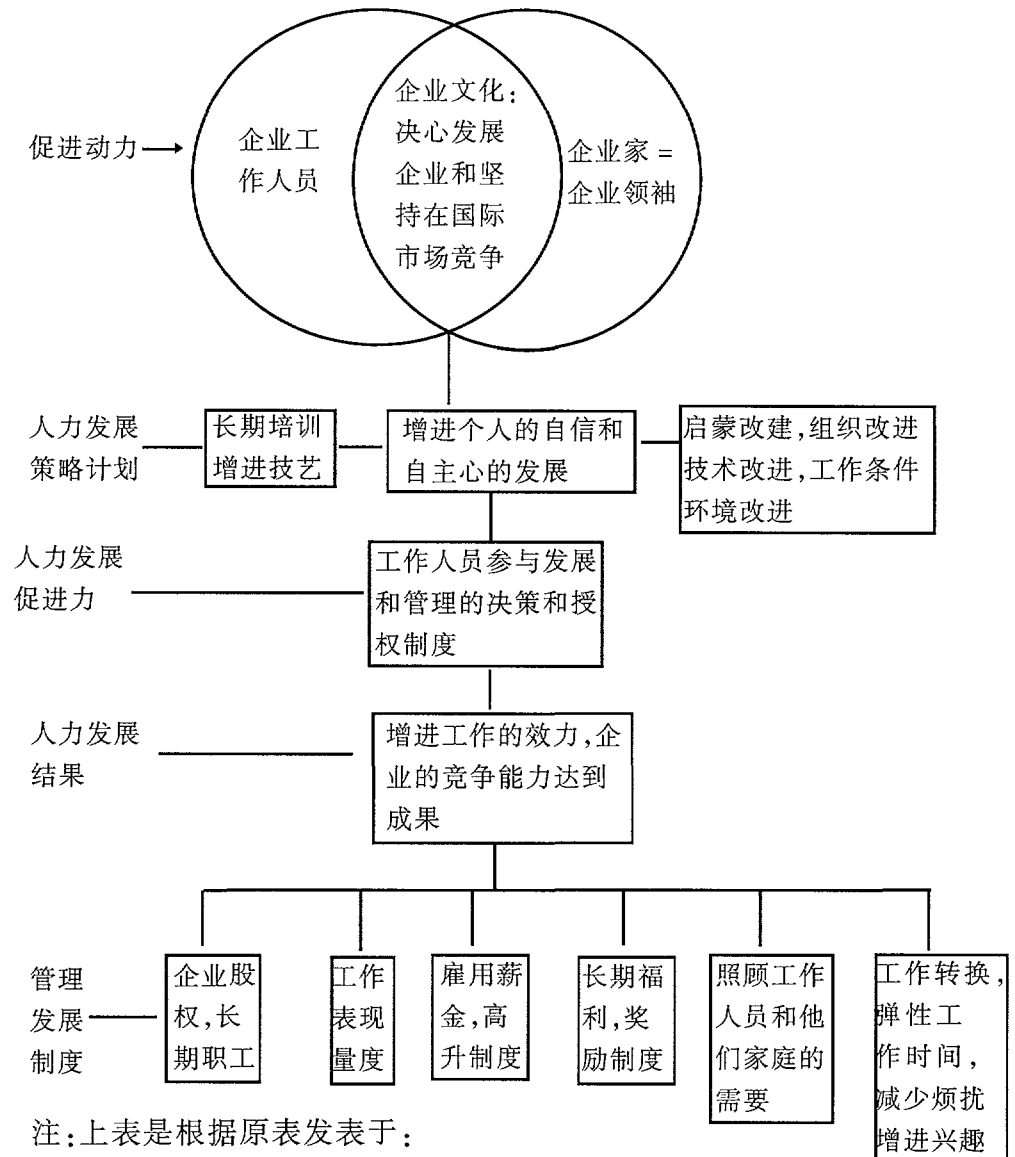 促进动力
企业工
作人员
企业文化：
决心发展
企业和坚
持在国际
市场竞争
企业家 =
企业领袖
人力发展
策略计划
长期培训
增进技艺
增进个人的自信和
自主心的发展
启蒙改建,组织改进
技术改进,工作条件
环境改进
人力发展
促进力
工作人员参与发展
和管理的决策和授
权制度
人力发展
结果
增进工作的效力,企
业的竞争能力达到
成果
管理
发展
制度
企业股
权,长
期职工
工作
表现
量度
雇用薪
金,高
升制度
长期福
利,奖
励制度
照顾工作
人员和他
们家庭的
需要
工作转换,
弹性工
作时间,
减少烦扰
增进兴趣
注：上表是根据原表发表于：